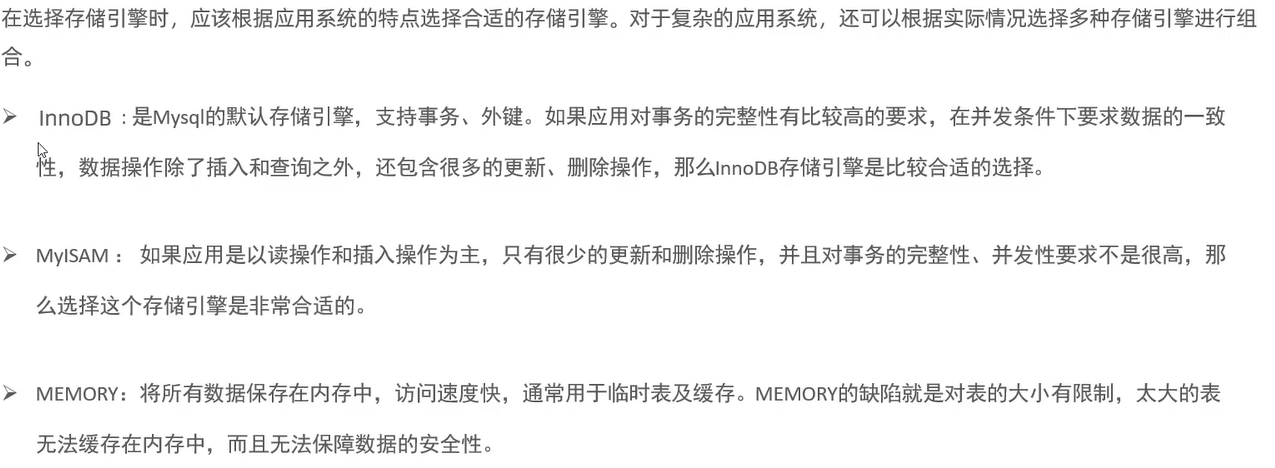 在选择存储引擎时，应该根据应用系统的特点选择合适的存储引擎。对于复杂的应用系统，还可以根据实际情况选择多种存储引擎进行组
合。
➢ InnoDB：是Mysql的默认存储引擎，支持事务、外键。如果应用对事务的完整性有比较高的要求，在并发条件下要求数据的一致
性，数据操作除了插入和查询之外，还包含很多的更新、删除操作，那么InnoDB存储引擎是比较合适的选择。
➢ MyISAM： 如果应用是以读操作和插入操作为主，只有很少的更新和删除操作，并且对事务的完整性、并发性要求不是很高，那
么选择这个存储引擎是非常合适的。
➢ MEMORY：将所有数据保存在内存中，访问速度快，通常用于临时表及缓存。MEMORY的缺陷就是对表的大小有限制，太大的表
无法缓存在内存中，而且无法保障数据的安全性。